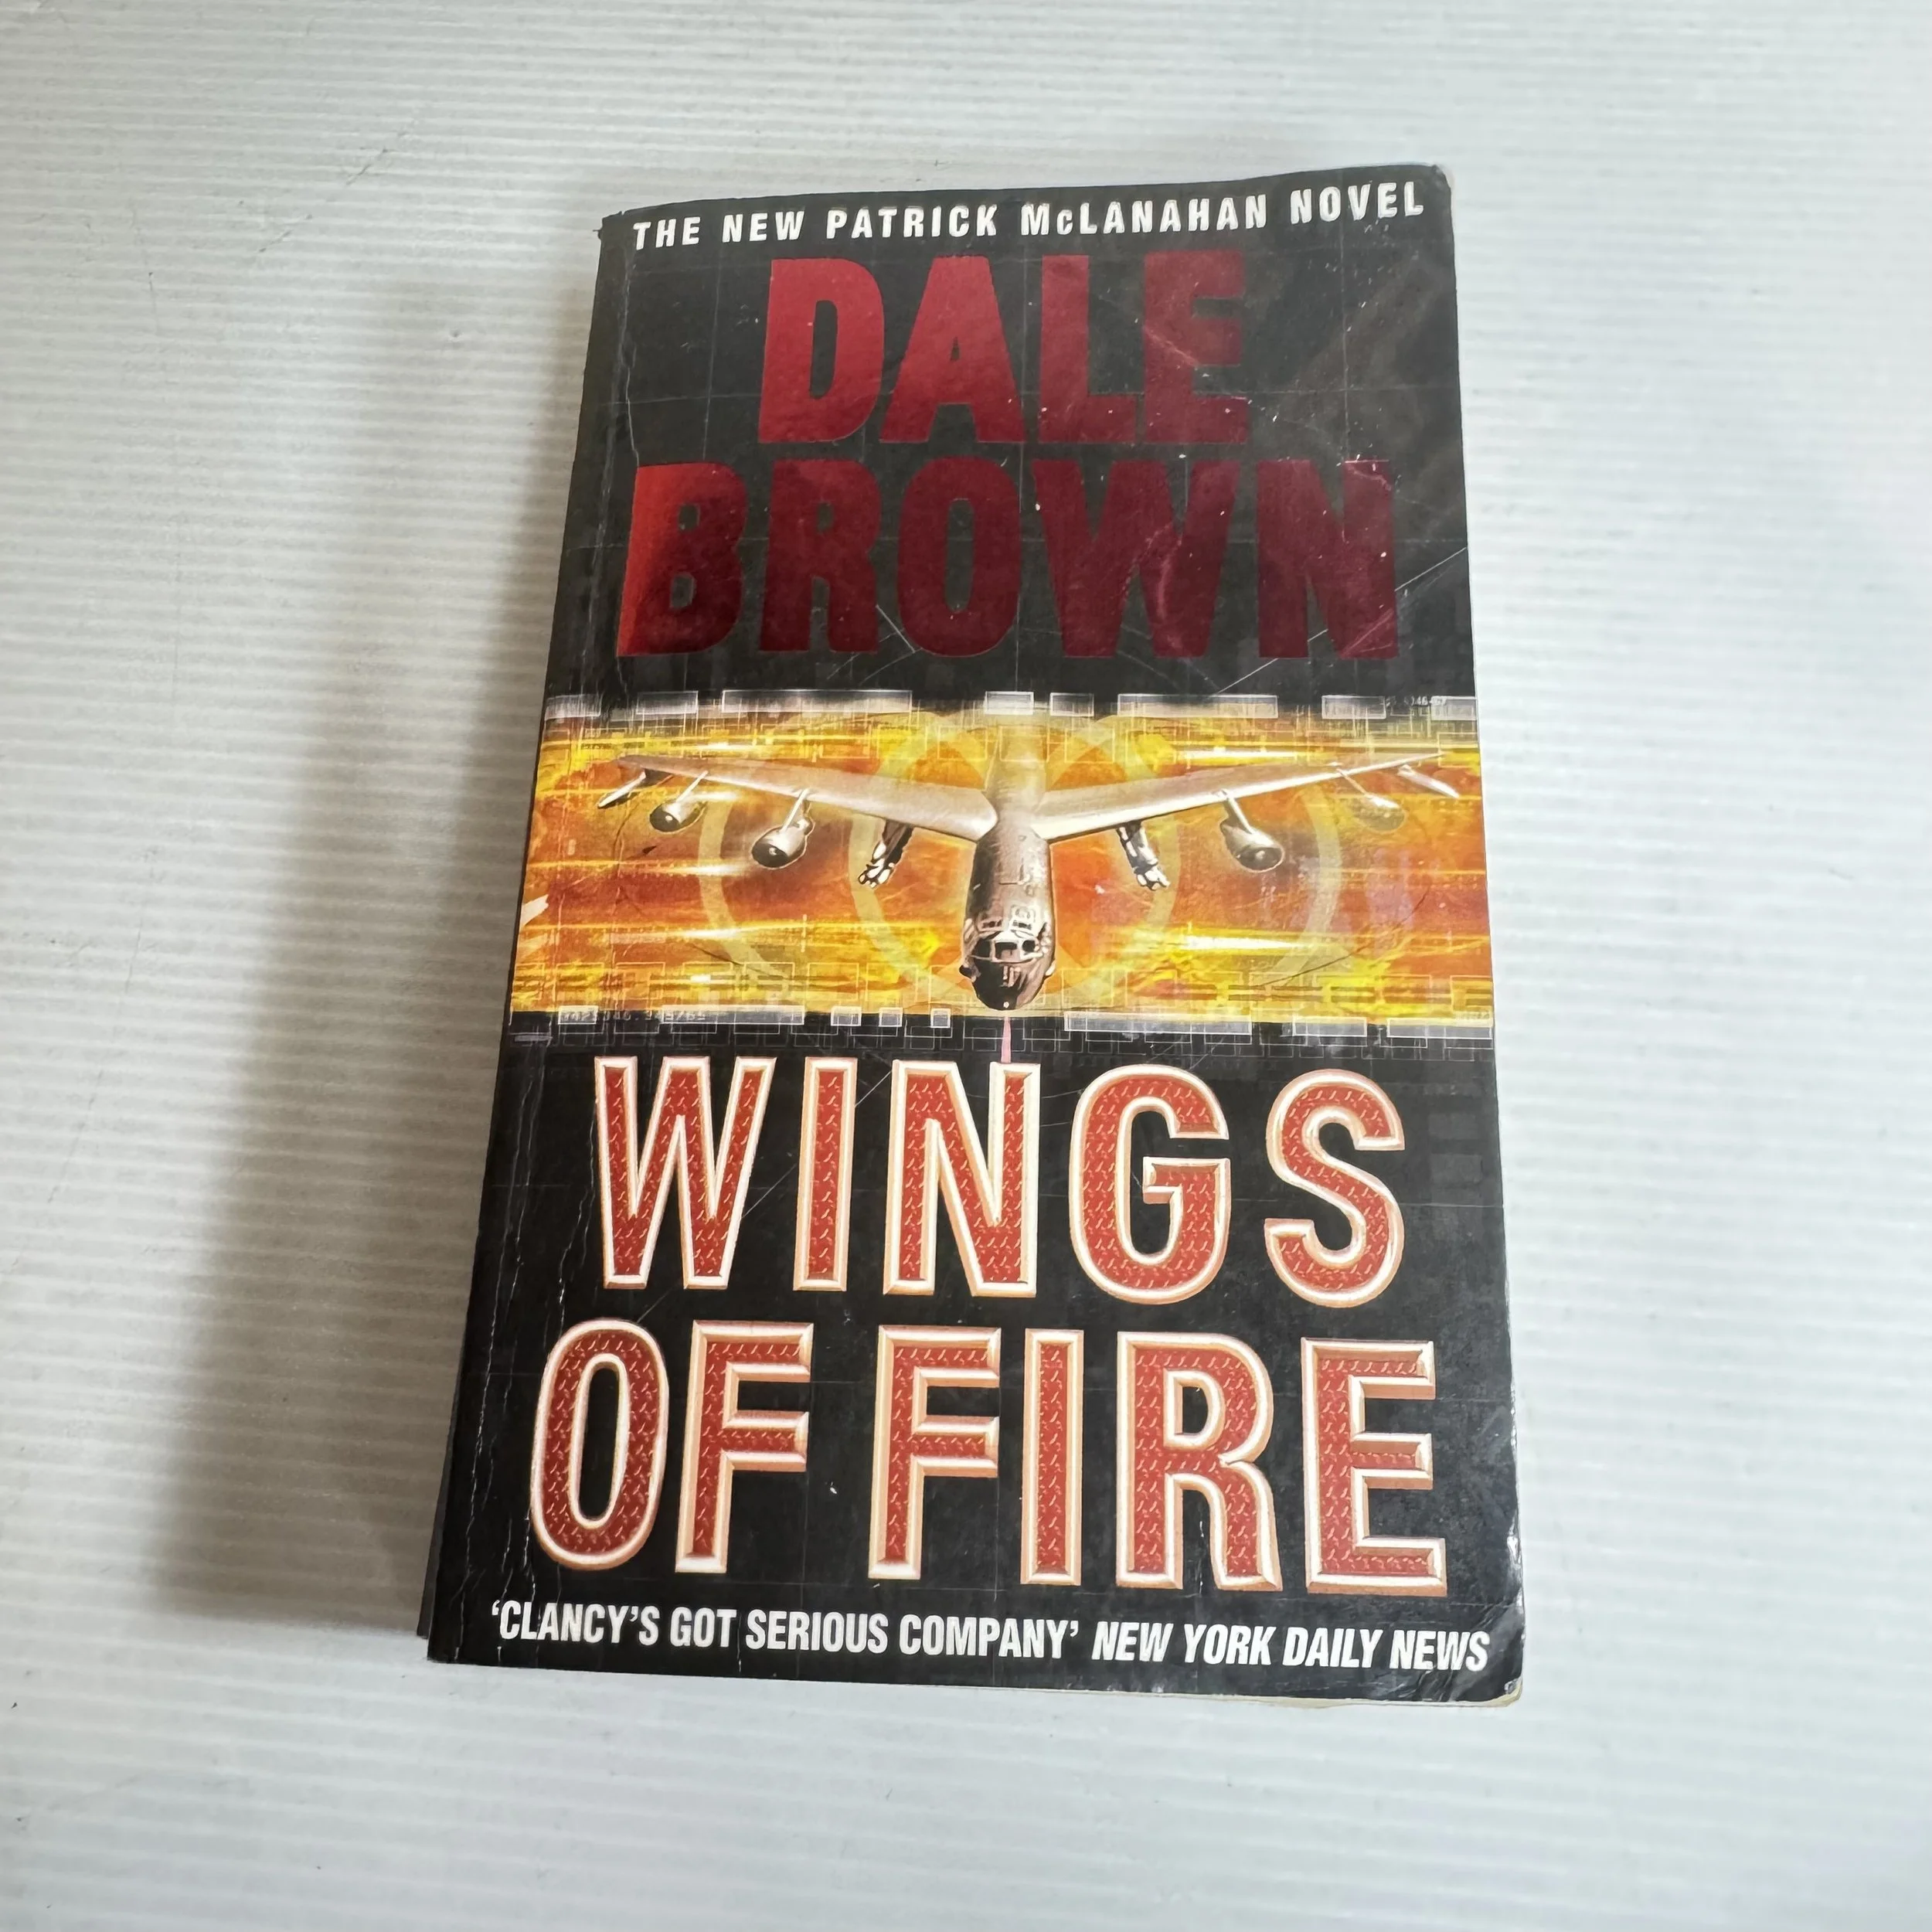 THE NEW PATRICK McLANAHAN NOVEL
DALE
BROWN
WINGS
OF FIRE
‘CLANCY’S GOT SERIOUS COMPANY’ NEW YORK DAILY NEWS